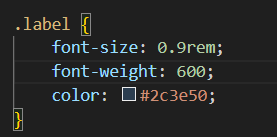 .label {
    font-size: 0.9rem;
    font-weight: 600;
    color: #2c3e50;
}